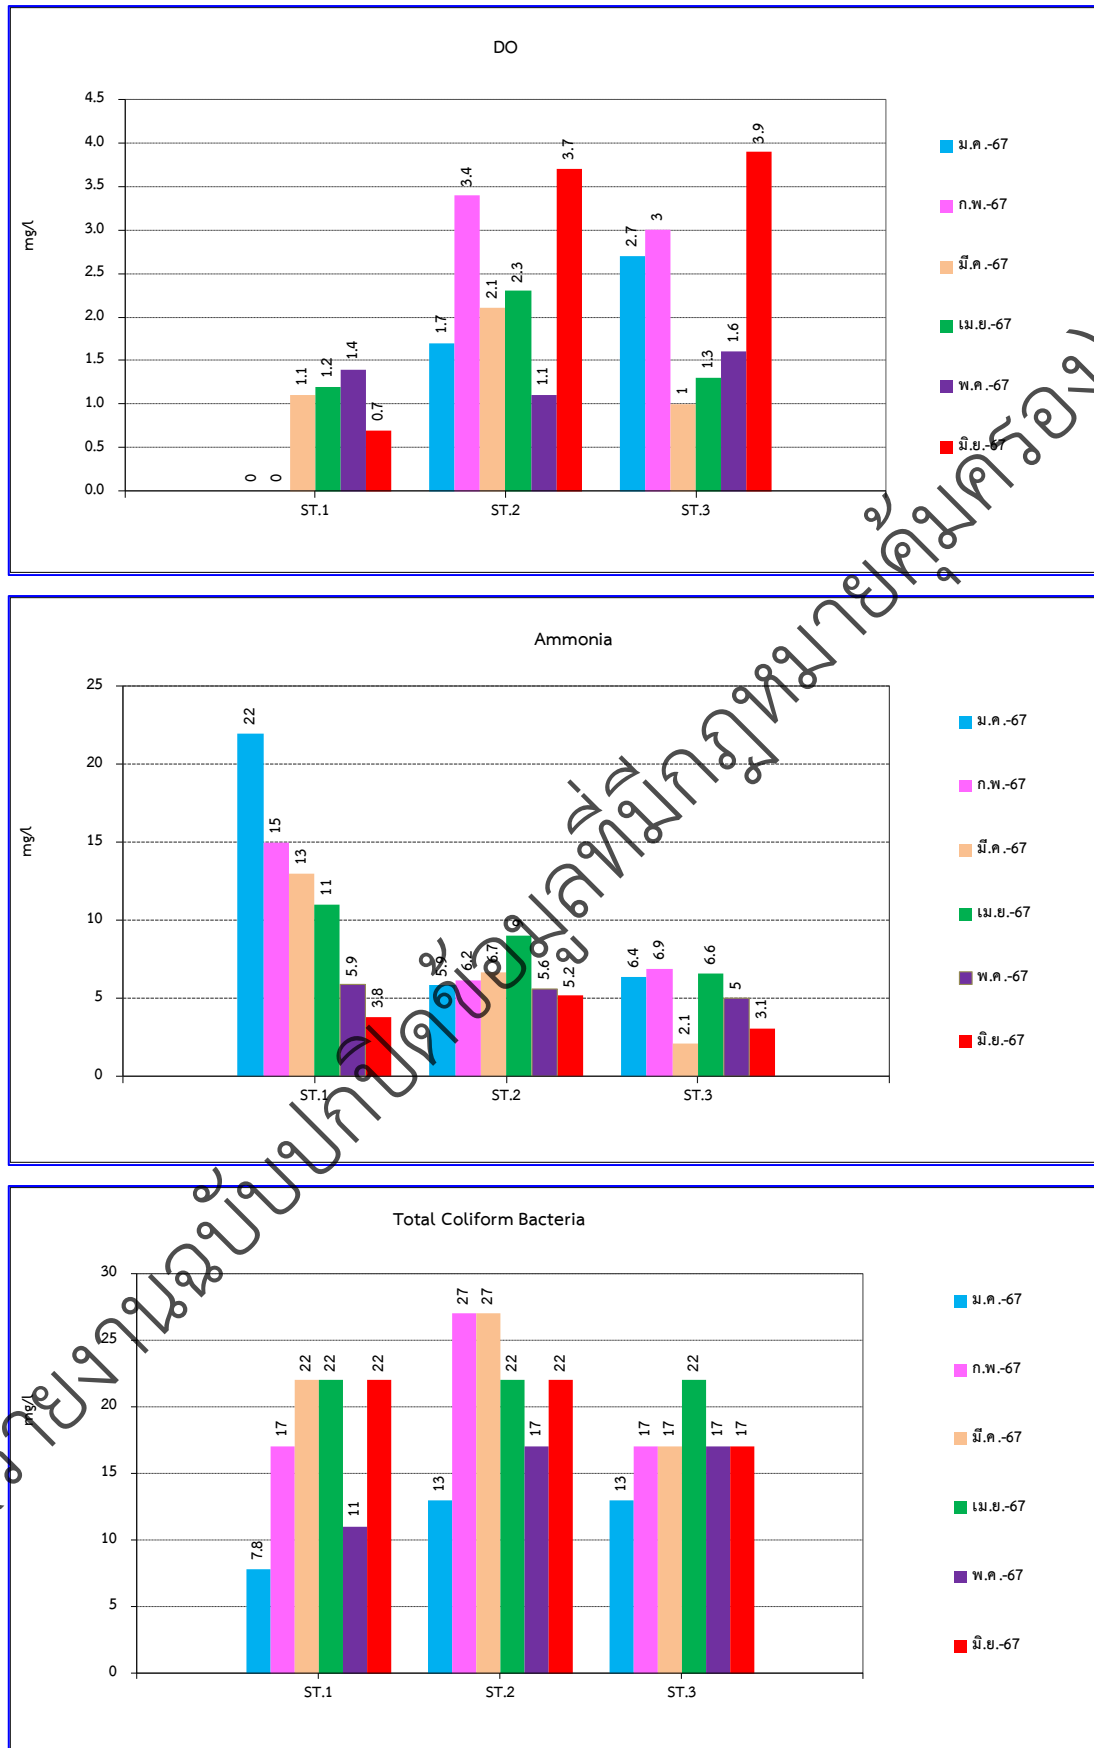 DO
4.5
4.0
3.5
3.0
2.5
2.0
1.5
1.0
0.5
0.0
mg/l
0 0 1.1 1.2 1.4 0.7
1.7 3.4 2.1 2.3 1.1 3.7
2.7 3 1 1.3 1.6 3.9
ST.1 ST.2 ST.3
ม.ค.-67
ก.พ.-67
มี.ค.-67
เม.ย.-67
พ.ค.-67
มิ.ย.-67
Ammonia
25
20
15
10
5
0
mg/l
22 15 13 11 5.9 3.8
5.9 6.2 6.7 9 5.6 5.2
6.4 6.9 2.1 6.6 5 3.1
ST.1 ST.2 ST.3
ม.ค.-67
ก.พ.-67
มี.ค.-67
เม.ย.-67
พ.ค.-67
มิ.ย.-67
Total Coliform Bacteria
30
25
20
15
10
5
0
mg/l
7.8 17 22 22 11 22
13 27 27 22 17 22
13 17 17 22 17 17
ST.1 ST.2 ST.3
ม.ค.-67
ก.พ.-67
มี.ค.-67
เม.ย.-67
พ.ค.-67
มิ.ย.-67
รายงานฉบับปกปิดข้อมูลที่มีกฎหมายคุ้มครอง)